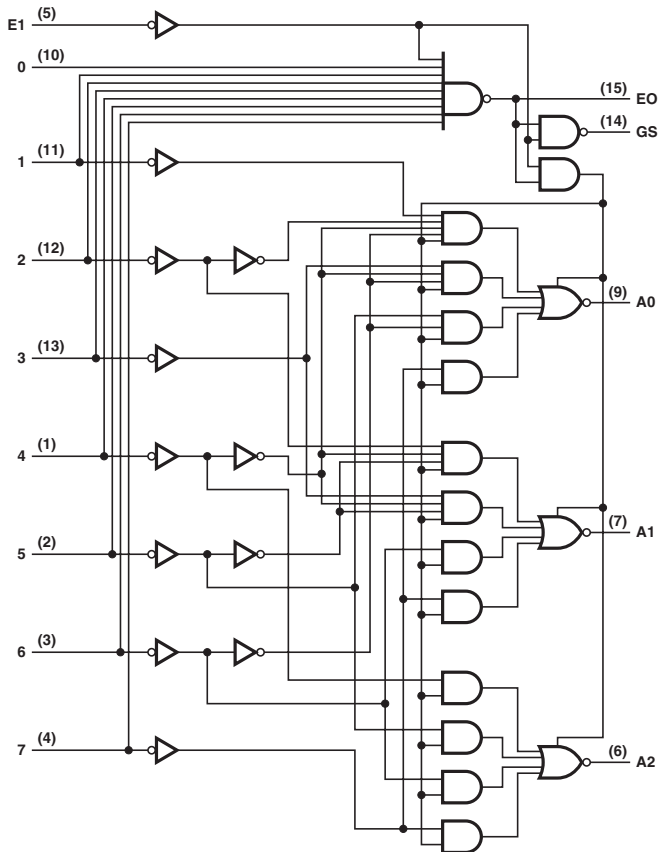 E1 (5)
0 (10)
(15) EO
(14) GS
1 (11)
2 (12)
(9) A0
3 (13)
4 (1)
(7) A1
5 (2)
6 (3)
7 (4)
(6) A2